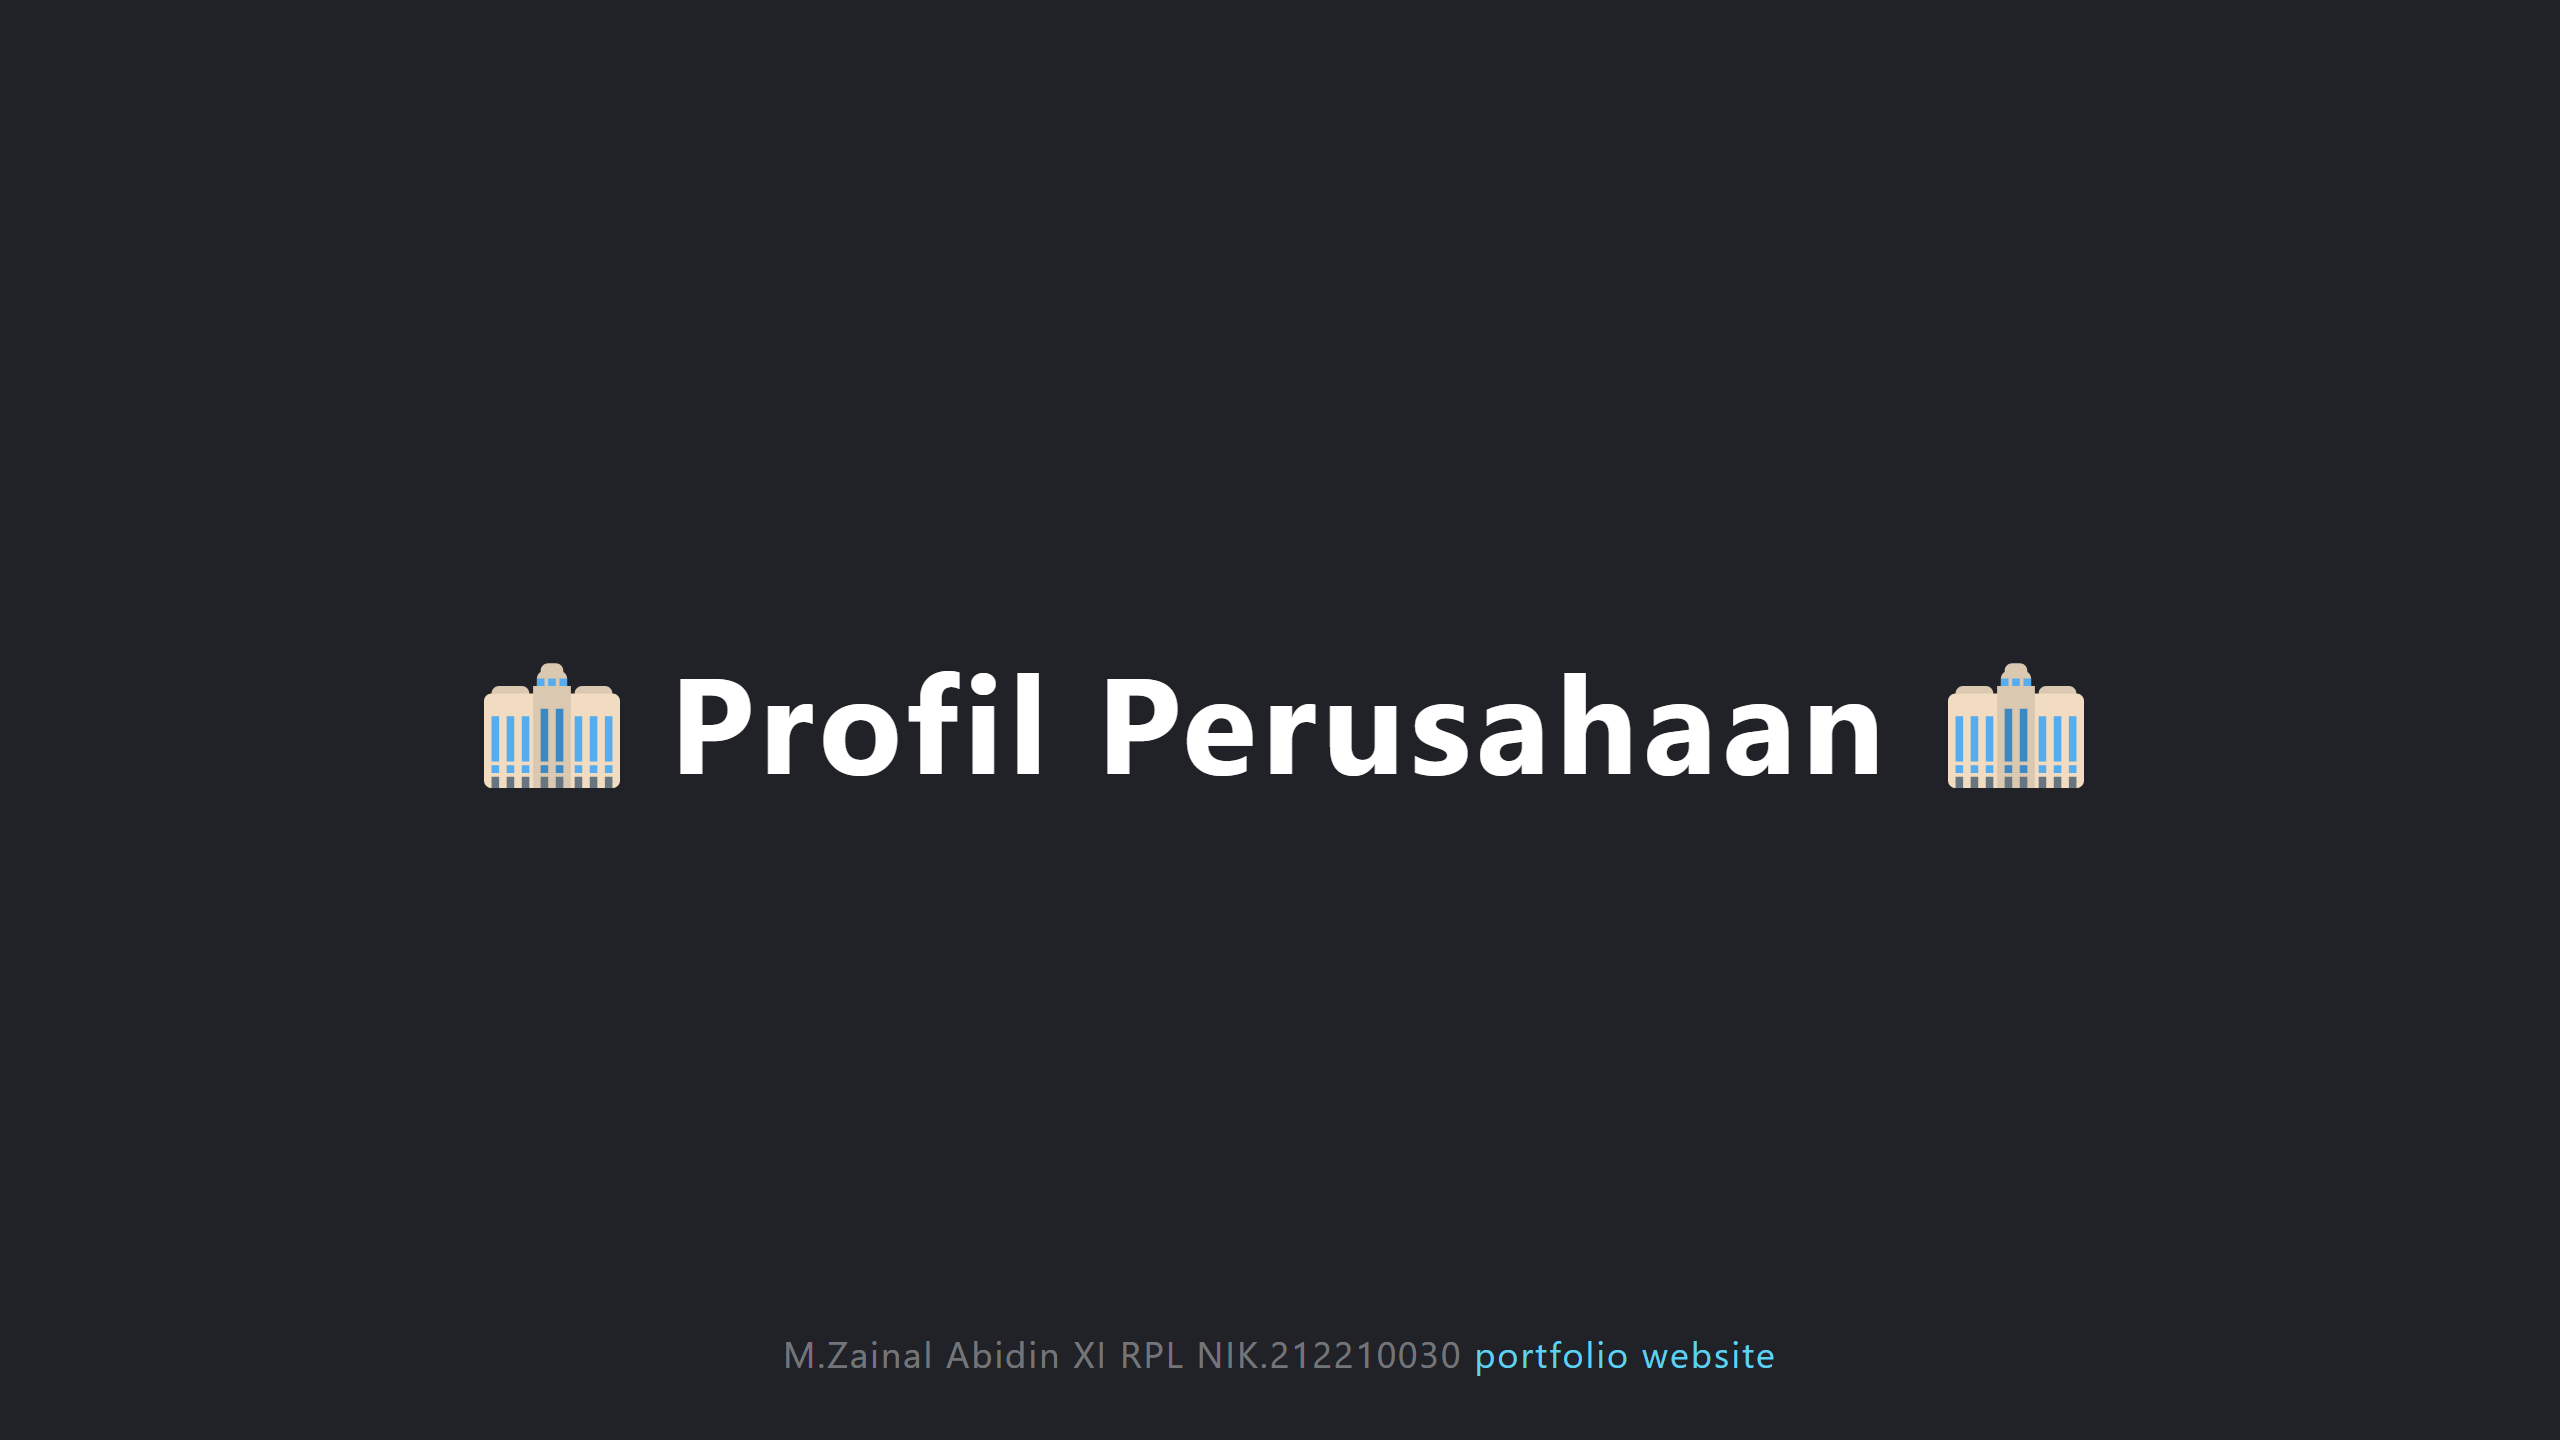 Profil Perusahaan
M.Zainal Abidin XI RPL NIK.212210030 portfolio website